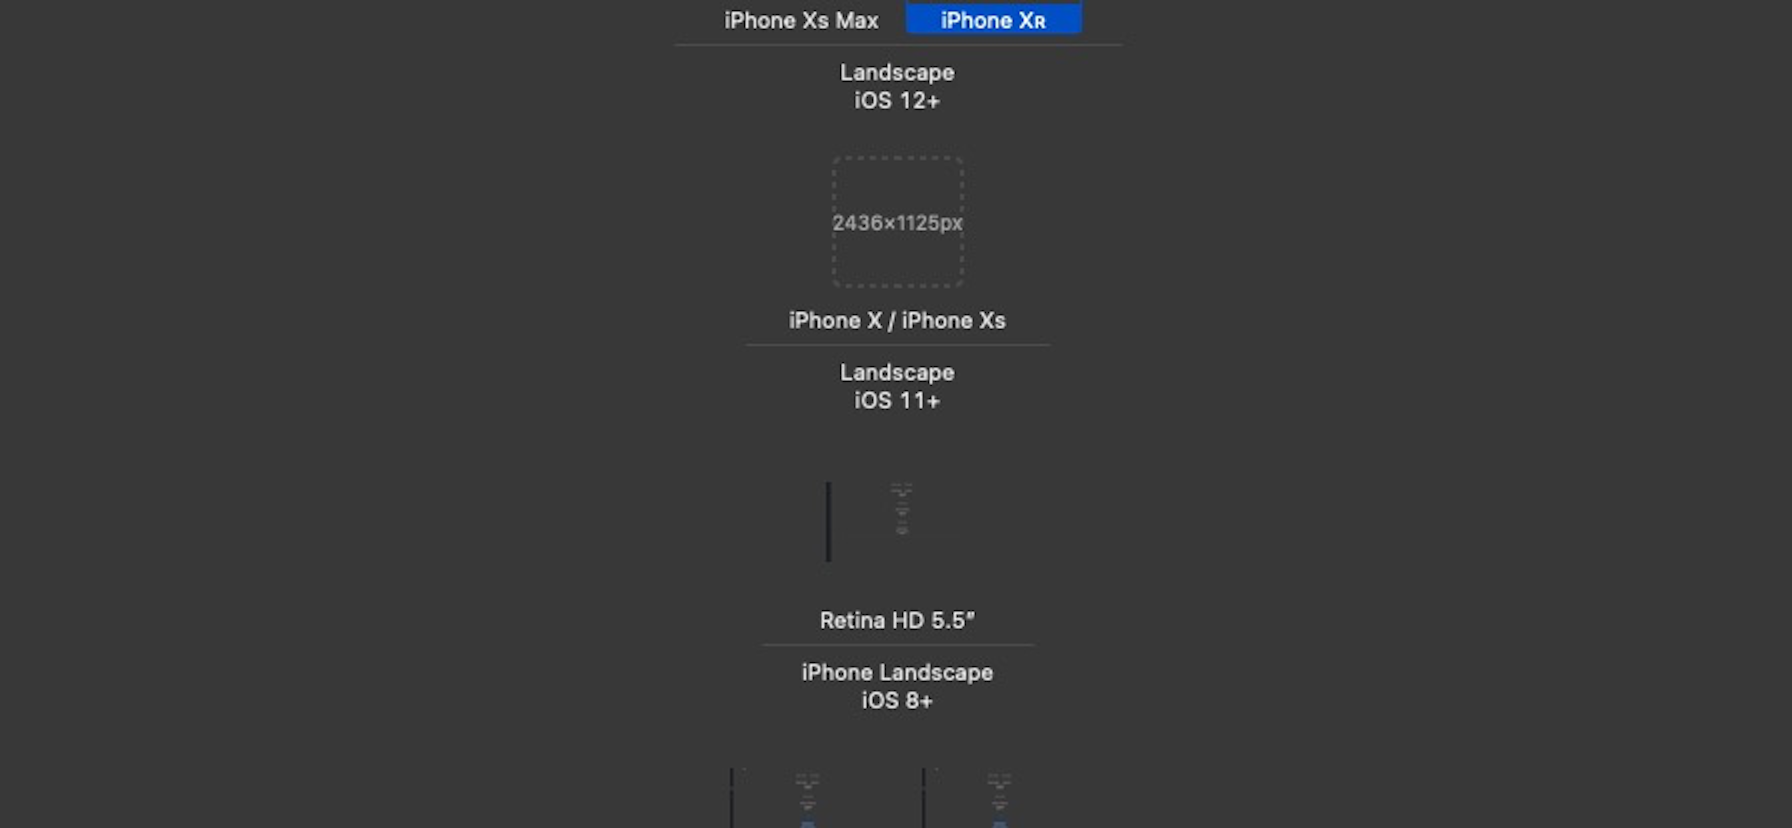 iPhone Xs Max iPhone XR
Landscape
iOS 12+
2436×1125px
iPhone X / iPhone Xs
Landscape
iOS 11+
Retina HD 5.5″
iPhone Landscape
iOS 8+